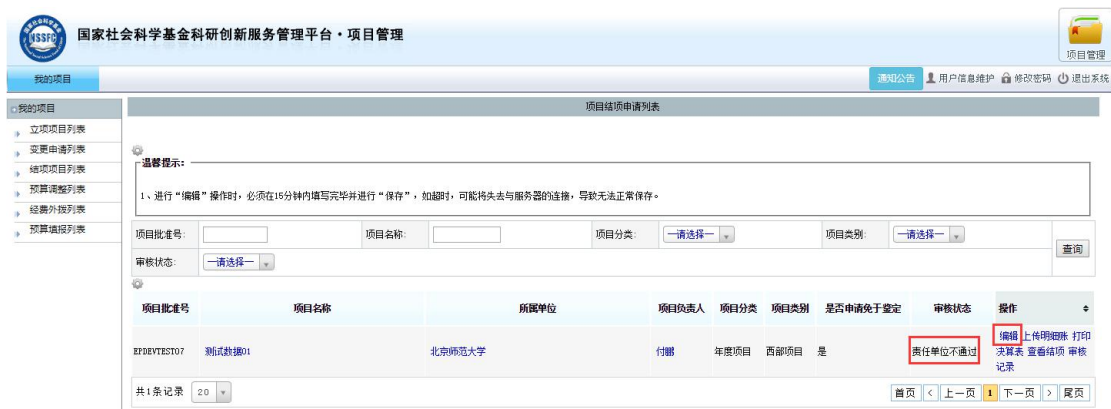 NSSFC
国家社会科学基金科研创新服务管理平台·项目管理
项目管理
我的项目
通知公告 用户信息维护 修改密码 退出系统
我的项目
立项项目列表
变更申请列表
结项项目列表
预算调整列表
经费外拨列表
预算填报列表
项目结项申请列表
温馨提示：
1、进行“编辑”操作时，必须在15分钟内填写完毕并进行“保存”，如超时，可能将失去与服务器的连接，导致无法正常保存。
项目批准号： 项目名称： 项目分类： —请选择— 项目类别： —请选择—
审核状态： —请选择— 查询
项目批准号 项目名称 所属单位 项目负责人 项目分类 项目类别 是否申请免于鉴定 审核状态 操作
EPDEVTEST07 测试数据01 北京师范大学 付鹏 年度项目 西部项目 是 责任单位不通过 编辑 上传明细账 打印
决算表 查看结项 审核
记录
共1条记录 20 首页 < 上一页 1 下一页 > 尾页